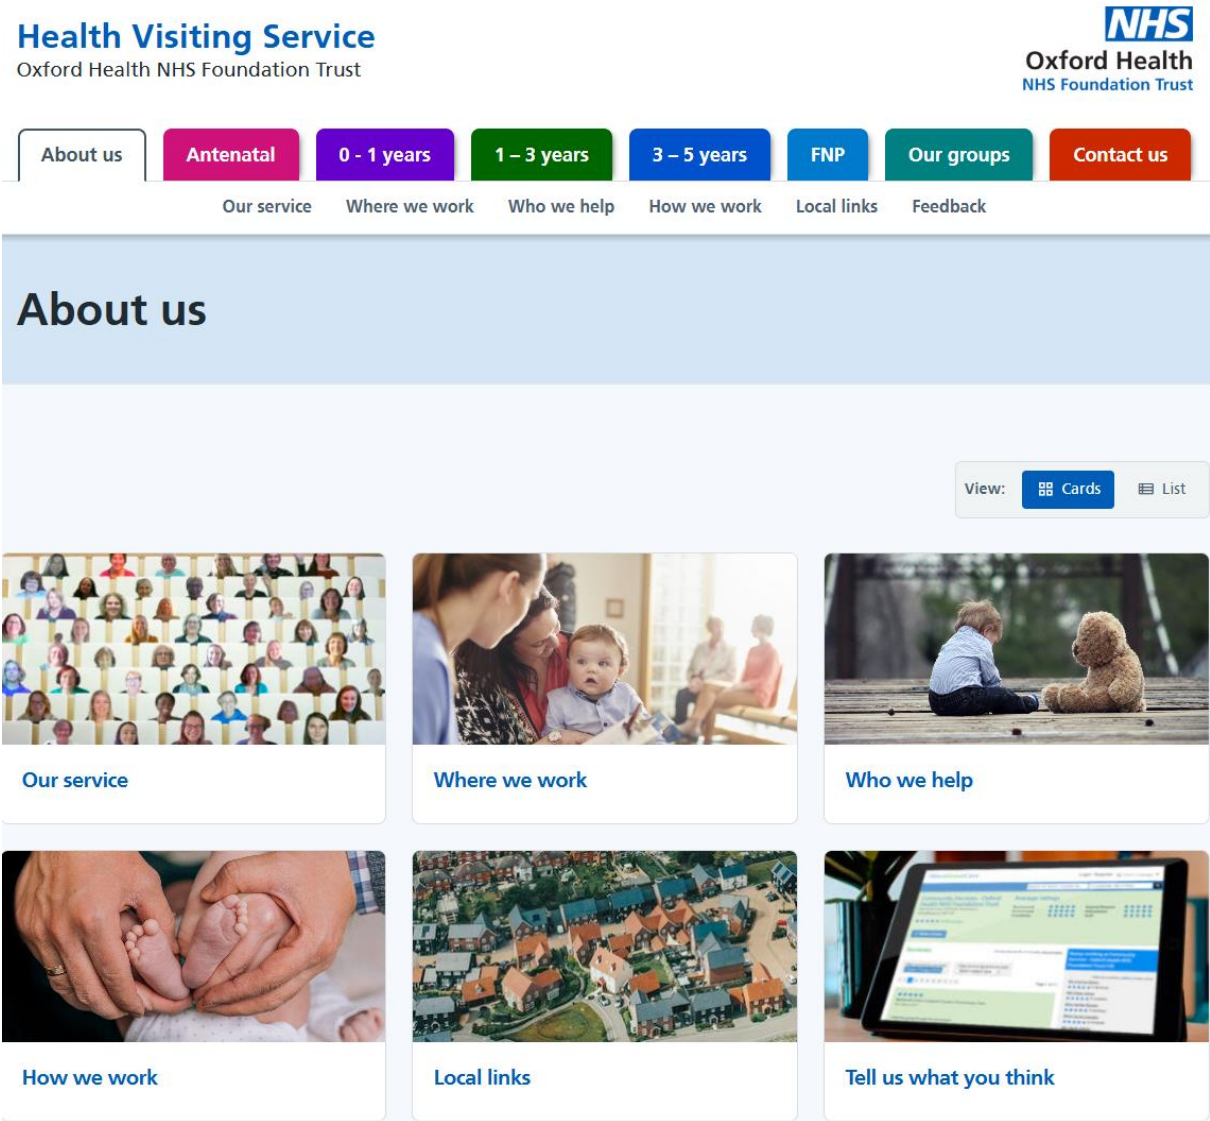 Health Visiting Service
Oxford Health NHS Foundation Trust
NHS
Oxford Health
NHS Foundation Trust
About us
Antenatal
0 - 1 years
1 – 3 years
3 – 5 years
FNP
Our groups
Contact us
Our service
Where we work
Who we help
How we work
Local links
Feedback
About us
View:
Cards
List
Our service
Where we work
Who we help
How we work
Local links
Tell us what you think